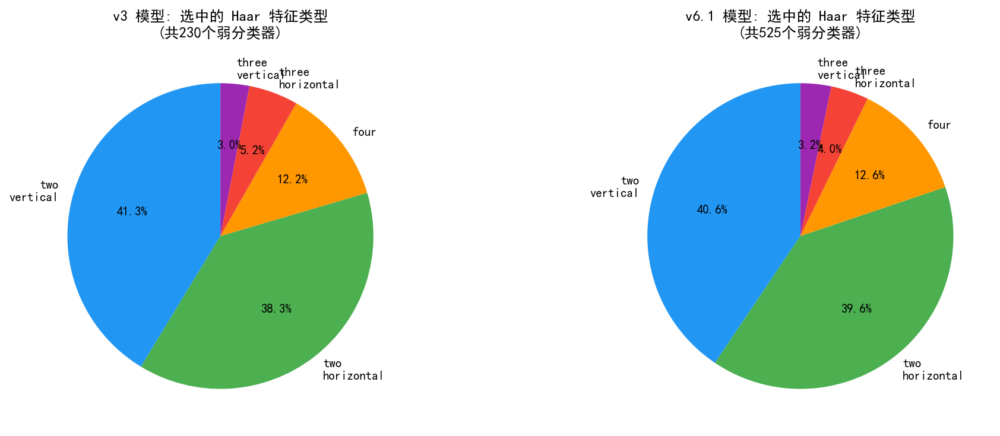 v3 模型: 选中的 Haar 特征类型
(共230个弱分类器)
three
vertical
three
horizontal
four
two
vertical
two
horizontal
3.0%
5.2%
12.2%
41.3%
38.3%
v6.1 模型: 选中的 Haar 特征类型
(共525个弱分类器)
three
vertical
three
horizontal
four
two
vertical
two
horizontal
3.2%
4.0%
12.6%
40.6%
39.6%